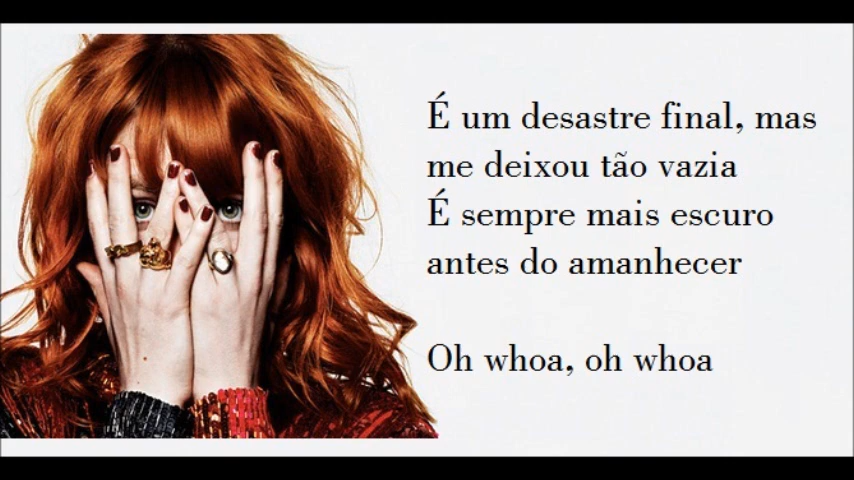 É um desastre final, mas
me deixou tão vazia
É sempre mais escuro
antes do amanhecer
Oh whoa, oh whoa